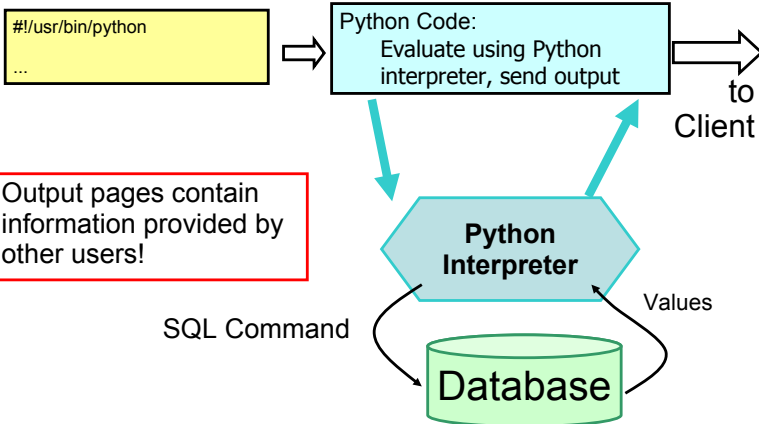 #!/usr/bin/python
...
Python Code:
Evaluate using Python
interpreter, send output
to
Client
Output pages contain
information provided by
other users!
Python
Interpreter
SQL Command
Values
Database